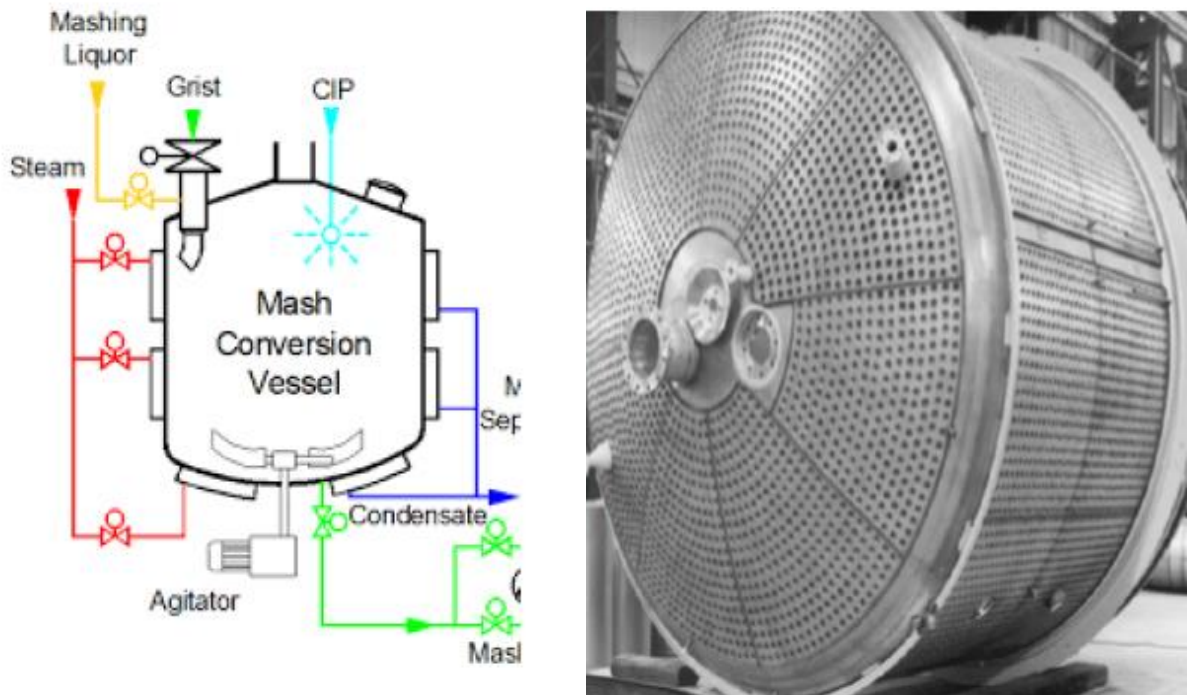 Mashing
Liquor
Grist
CIP
Steam
Mash
Conversion
Vessel
Condensate
Agitator